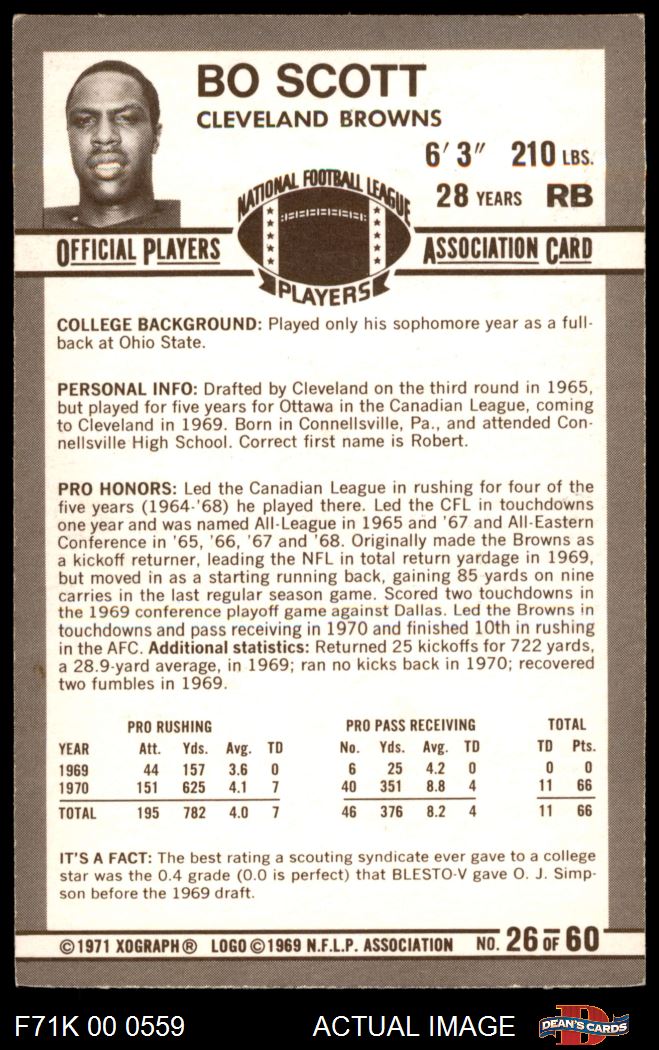 BO SCOTT
CLEVELAND BROWNS
6' 3" 210 LBS.
28 YEARS RB
NATIONAL FOOTBALL LEAGUE
OFFICIAL PLAYERS
ASSOCIATION CARD
PLAYERS
COLLEGE BACKGROUND: Played only his sophomore year as a full-
back at Ohio State.
PERSONAL INFO: Drafted by Cleveland on the third round in 1965,
but played for five years for Ottawa in the Canadian League, coming
to Cleveland in 1969. Born in Connellsville, Pa., and attended Con-
nellsville High School. Correct first name is Robert.
PRO HONORS: Led the Canadian League in rushing for four of the
five years (1964-'68) he played there. Led the CFL in touchdowns
one year and was named All-League in 1965 and '67 and All-Eastern
Conference in '65, '66, '67 and '68. Originally made the Browns as
a kickoff returner, leading the NFL in total return yardage in 1969,
but moved in as a starting running back, gaining 85 yards on nine
carries in the last regular season game. Scored two touchdowns in
the 1969 conference playoff game against Dallas. Led the Browns in
touchdowns and pass receiving in 1970 and finished 10th in rushing
in the AFC. Additional statistics: Returned 25 kickoffs for 722 yards,
a 28.9-yard average, in 1969; ran no kicks back in 1970; recovered
two fumbles in 1969.
PRO RUSHING PRO PASS RECEIVING TOTAL
YEAR Att. Yds. Avg. TD No. Yds. Avg. TD TD Pts.
1969 44 157 3.6 0 6 25 4.2 0 0 0
1970 151 625 4.1 7 40 351 8.8 4 11 66
TOTAL 195 782 4.0 7 46 376 8.2 4 11 66
IT'S A FACT: The best rating a scouting syndicate ever gave to a college
star was the 0.4 grade (0.0 is perfect) that BLESTO-V gave O. J. Simp-
son before the 1969 draft.
©1971 XOGRAPH® LOGO ©1969 N.F.L.P. ASSOCIATION NO. 26 OF 60
F71K 00 0559 ACTUAL IMAGE DEAN'S CARDS